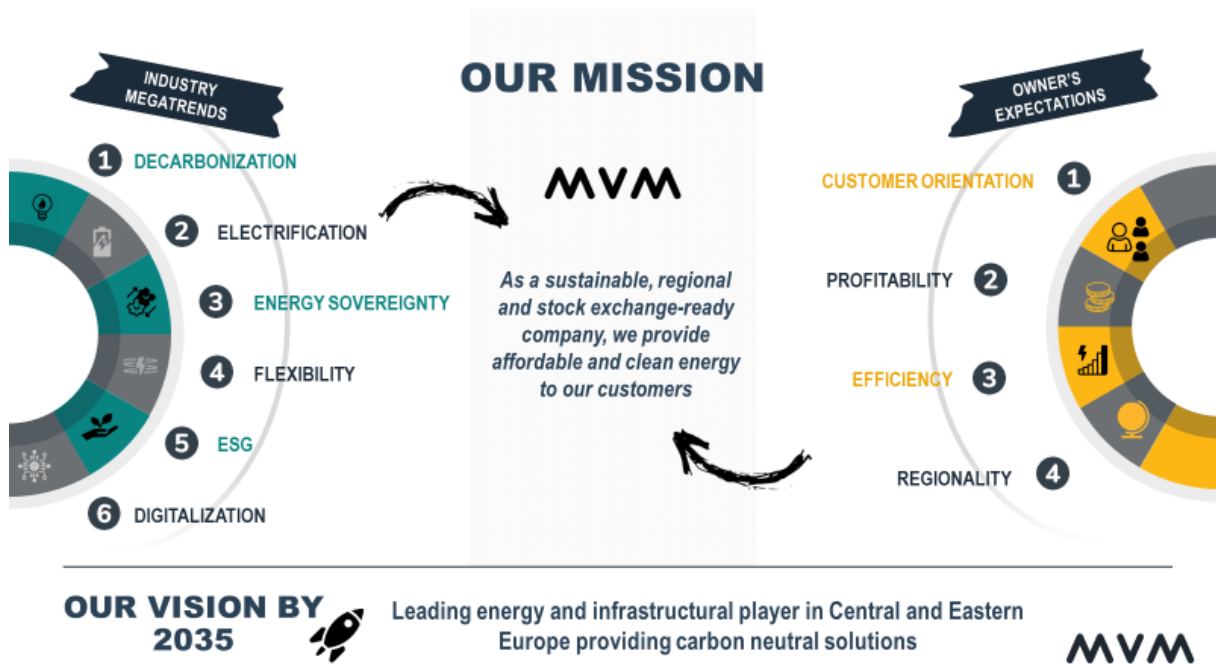 INDUSTRY
MEGATRENDS
1 DECARBONIZATION
2 ELECTRIFICATION
3 ENERGY SOVEREIGNTY
4 FLEXIBILITY
5 ESG
6 DIGITALIZATION
OUR MISSION
MVM
As a sustainable, regional
and stock exchange-ready
company, we provide
affordable and clean energy
to our customers
OWNER'S
EXPECTATIONS
CUSTOMER ORIENTATION 1
PROFITABILITY 2
EFFICIENCY 3
REGIONALITY 4
OUR VISION BY
2035
Leading energy and infrastructural player in Central and Eastern
Europe providing carbon neutral solutions
MVM